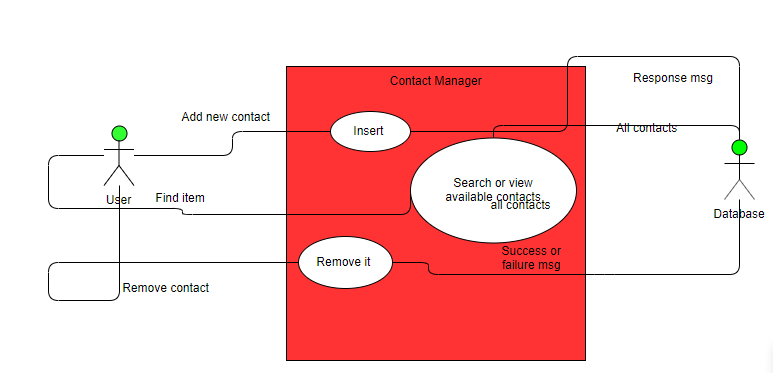 Contact Manager
Response msg
Add new contact
Insert
All contacts
Search or view
available contacts
all contacts
User
Find item
Database
Success or
failure msg
Remove it
Remove contact